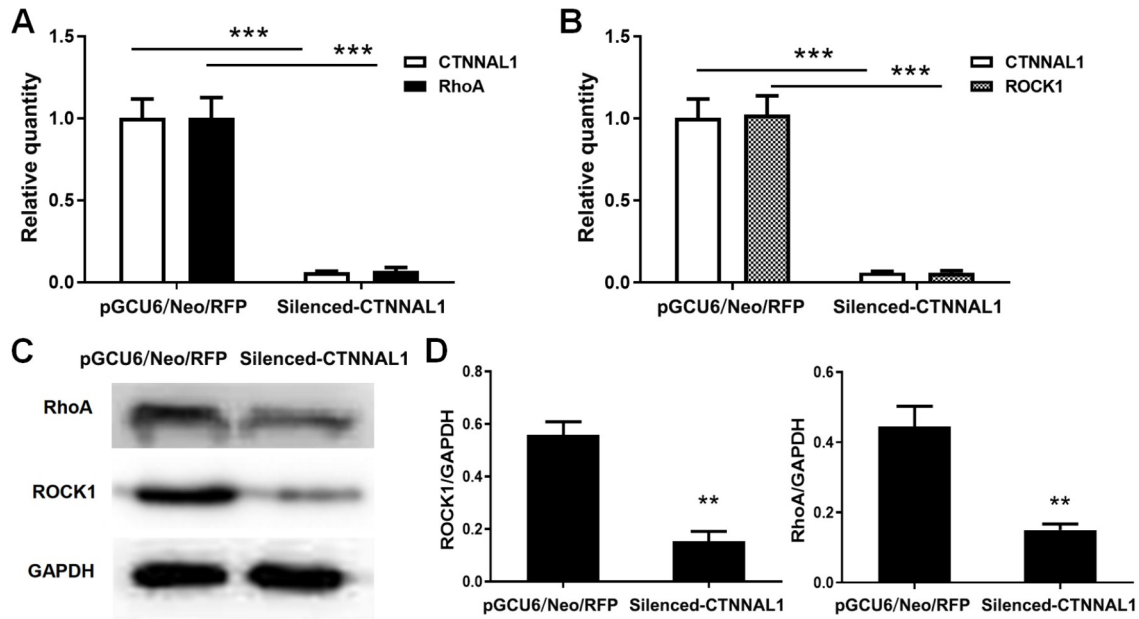 A
Relative quantity
1.5
1.0
0.5
0.0
***
***
CTNNAL1
RhoA
pGCU6/Neo/RFP Silenced-CTNNAL1
B
Relative quantity
1.5
1.0
0.5
0.0
***
***
CTNNAL1
ROCK1
pGCU6/Neo/RFP Silenced-CTNNAL1
C
pGCU6/Neo/RFP Silenced-CTNNAL1
RhoA
ROCK1
GAPDH
D
ROCK1/GAPDH
0.8
0.6
0.4
0.2
0.0
**
pGCU6/Neo/RFP Silenced-CTNNAL1
RhoA/GAPDH
0.6
0.4
0.2
0.0
**
pGCU6/Neo/RFP Silenced-CTNNAL1